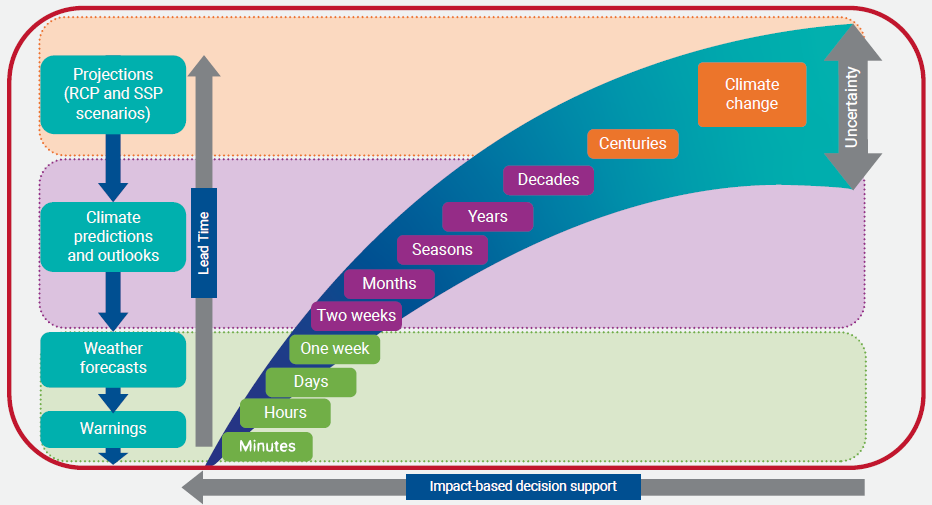 Projections
(RCP and SSP
scenarios)
Climate
predictions
and outlooks
Weather
forecasts
Warnings
Lead Time
Climate
change
Centuries
Decades
Years
Seasons
Months
Two weeks
One week
Days
Hours
Minutes
Uncertainty
Impact-based decision support